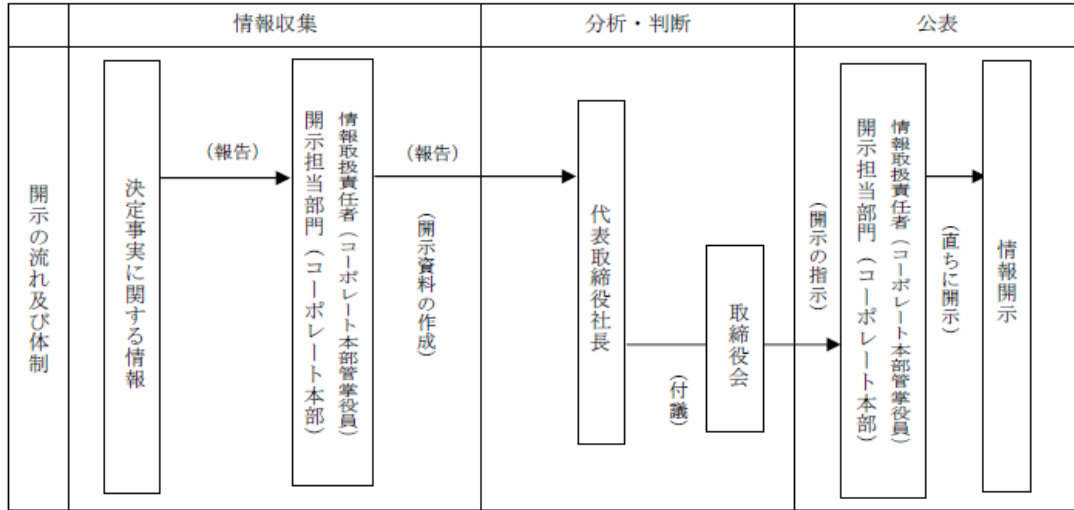 情報収集
分析・判断
公表
開示の流れ及び体制
決定事実に関する情報
(報告)
情報取扱責任者(コーポレート本部管掌役員)
開示担当部門(コーポレート本部)
(報告)
(開示資料の作成)
代表取締役社長
(付議)
取締役会
(開示の指示)
情報取扱責任者(コーポレート本部管掌役員)
開示担当部門(コーポレート本部)
(直ちに開示)
情報開示